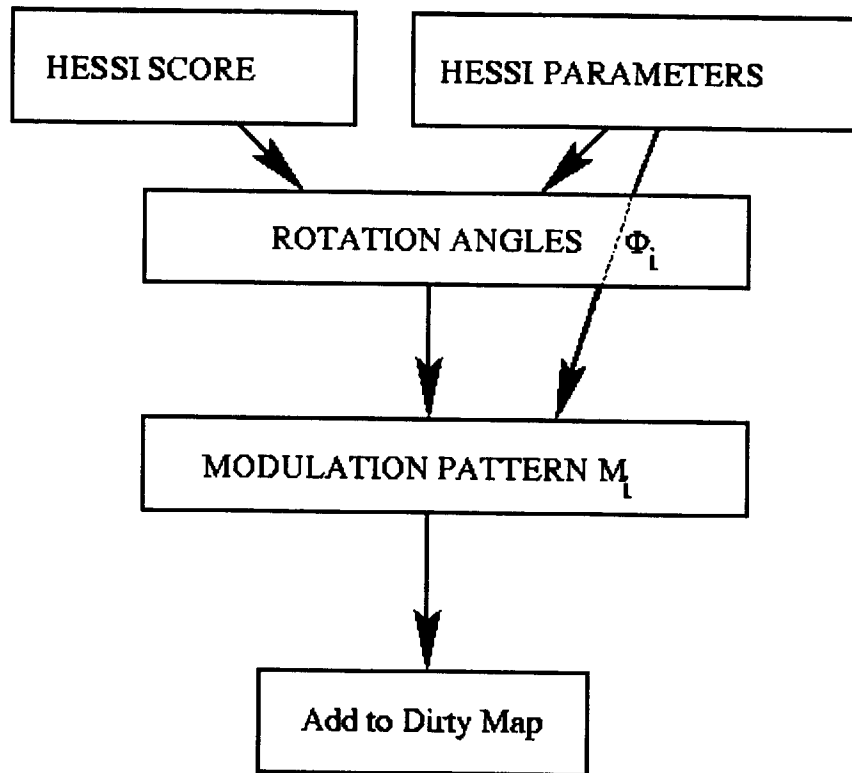 HESSI SCORE
HESSI PARAMETERS
ROTATION ANGLES Φi
MODULATION PATTERN Mi
Add to Dirty Map